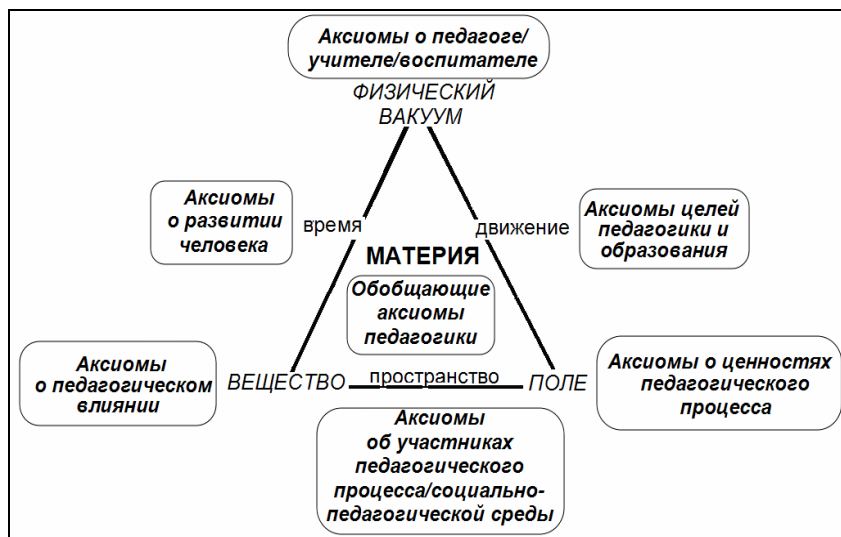 Аксиомы о педагоге/
учителе/воспитателе
ФИЗИЧЕСКИЙ
ВАКУУМ
Аксиомы
о развитии
человека
время
движение
Аксиомы целей
педагогики и
образования
МАТЕРИЯ
Обобщающие
аксиомы
педагогики
Аксиомы
о педагогическом
влиянии
ВЕЩЕСТВО
пространство
ПОЛЕ
Аксиомы о ценностях
педагогического
процесса
Аксиомы
об участниках
педагогического
процесса/социально-
педагогической среды